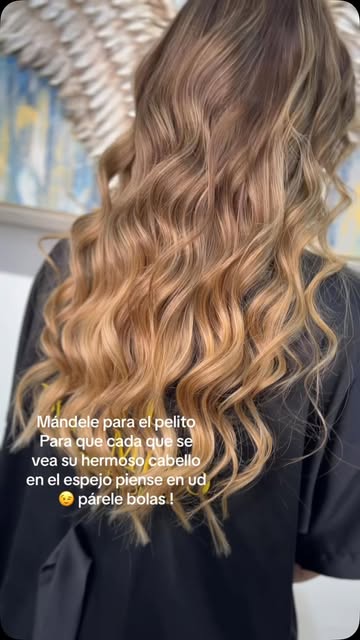 Mándele para el pelito
Para que cada que se
vea su hermoso cabello
en el espejo piense en ud
😉 párele bolas !